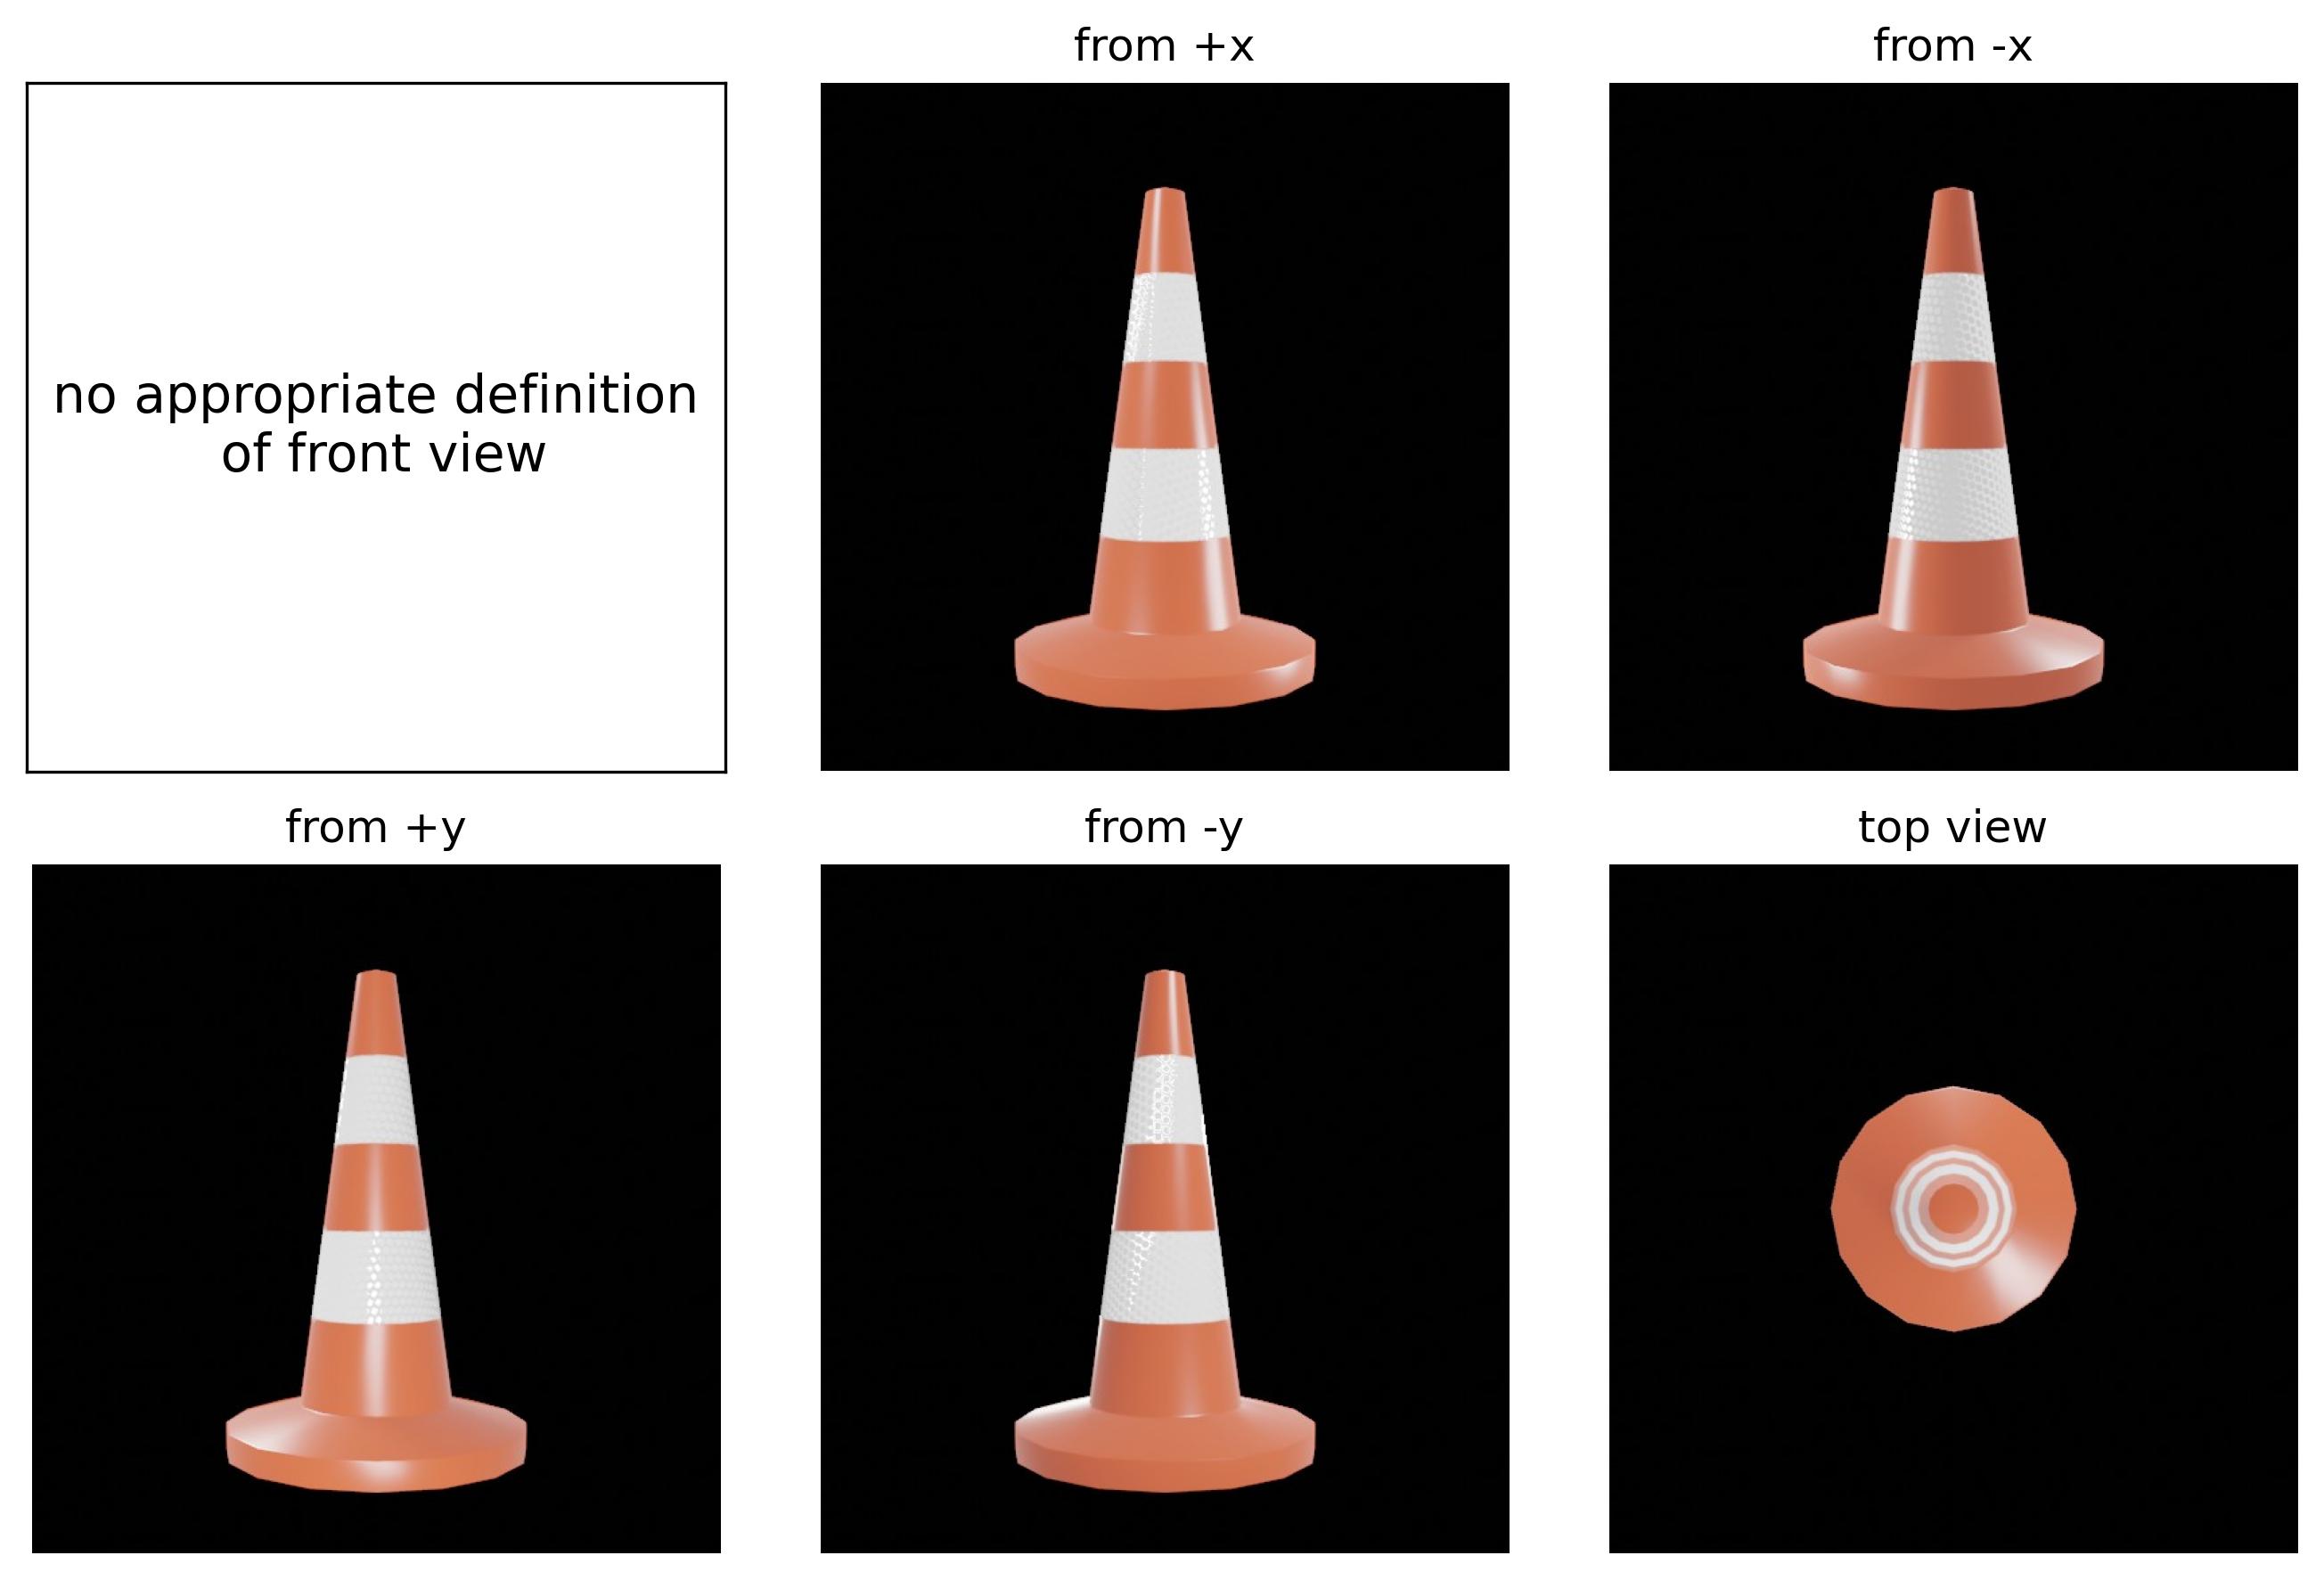 from +x
from -x
no appropriate definition
of front view
from +y
from -y
top view